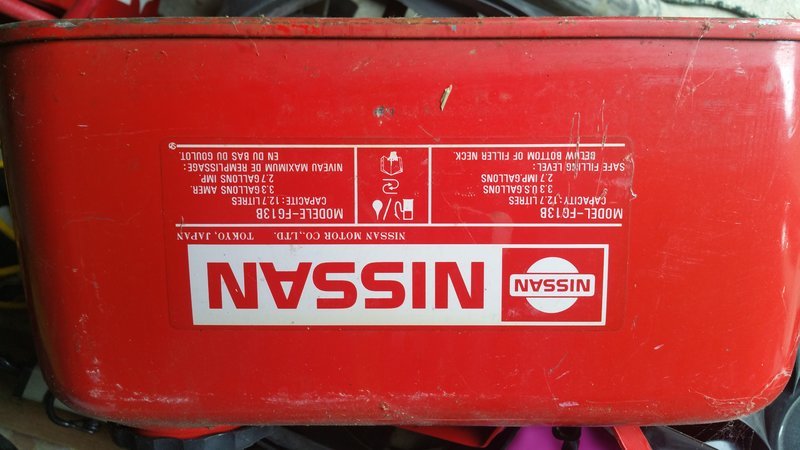 NISSAN
NISSAN
NISSAN MOTOR CO.,LTD. TOKYO, JAPAN
MODEL-FG13B
CAPACITY: 12.7 LITRES
3.3 U.S.GALLONS
2.7 IMP.GALLONS
SAFE FILLING LEVEL:
BELOW BOTTOM OF FILLER NECK.
MODELE-FG13B
CAPACITE: 12.7 LITRES
3.3 GALLONS AMER
2.7 GALLONS IMP
NIVEAU MAXIMUM DE REMPLISSAGE:
EN DU BAS DU GOULOT.